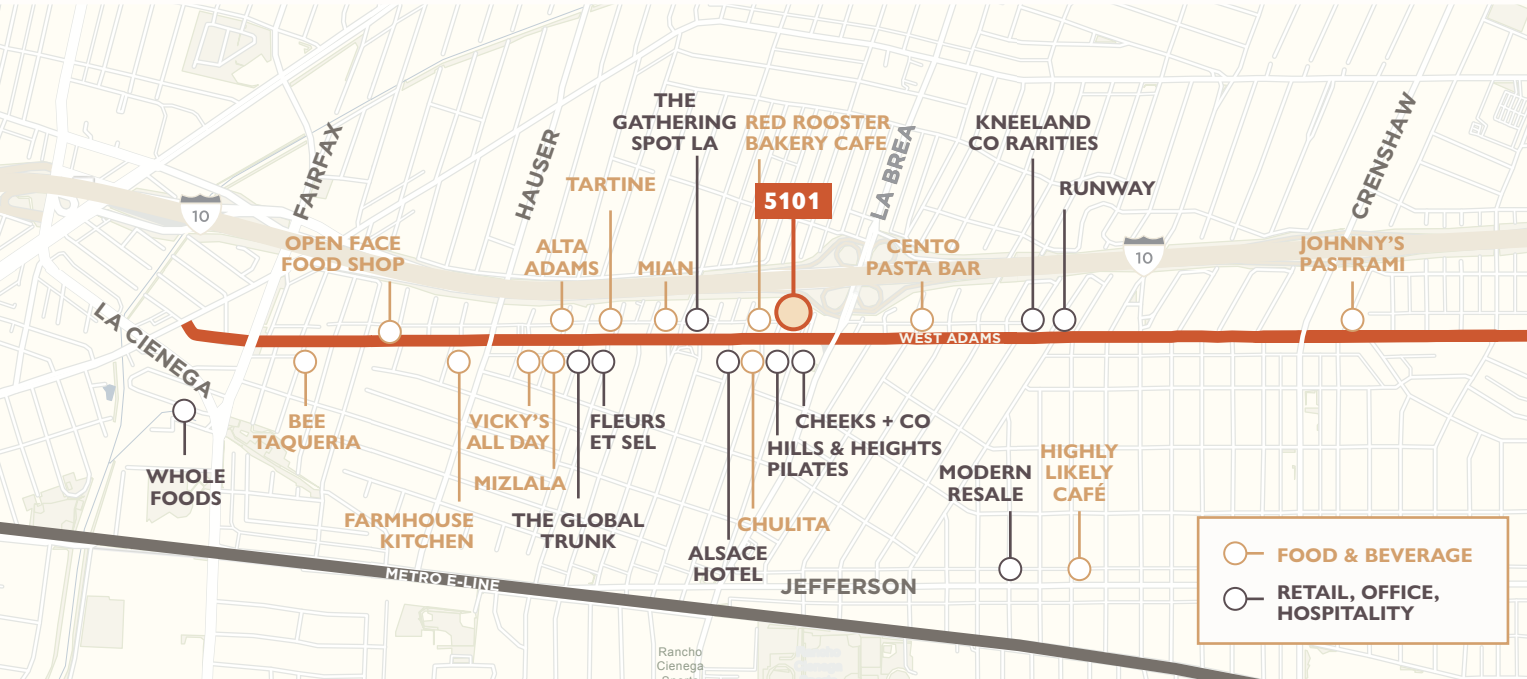 THE
GATHERING
SPOT LA
RED ROOSTER
BAKERY CAFE
KNEELAND
CO RARITIES
CRENSHAW
FAIRFAX
HAUSER
LA BREA
TARTINE
5101
RUNWAY
10
OPEN FACE
FOOD SHOP
ALTA
ADAMS
MIAN
CENTO
PASTA BAR
10
JOHNNY'S
PASTRAMI
LA CIENEGA
WEST ADAMS
BEE
TAQUERIA
VICKY'S
ALL DAY
FLEURS
ET SEL
CHEEKS + CO
HILLS & HEIGHTS
PILATES
WHOLE
FOODS
MIZLALA
MODERN
RESALE
HIGHLY
LIKELY
CAFÉ
FARMHOUSE
KITCHEN
THE GLOBAL
TRUNK
CHULITA
ALSACE
HOTEL
METRO E-LINE
JEFFERSON
FOOD & BEVERAGE
RETAIL, OFFICE,
HOSPITALITY
Rancho
Cienega